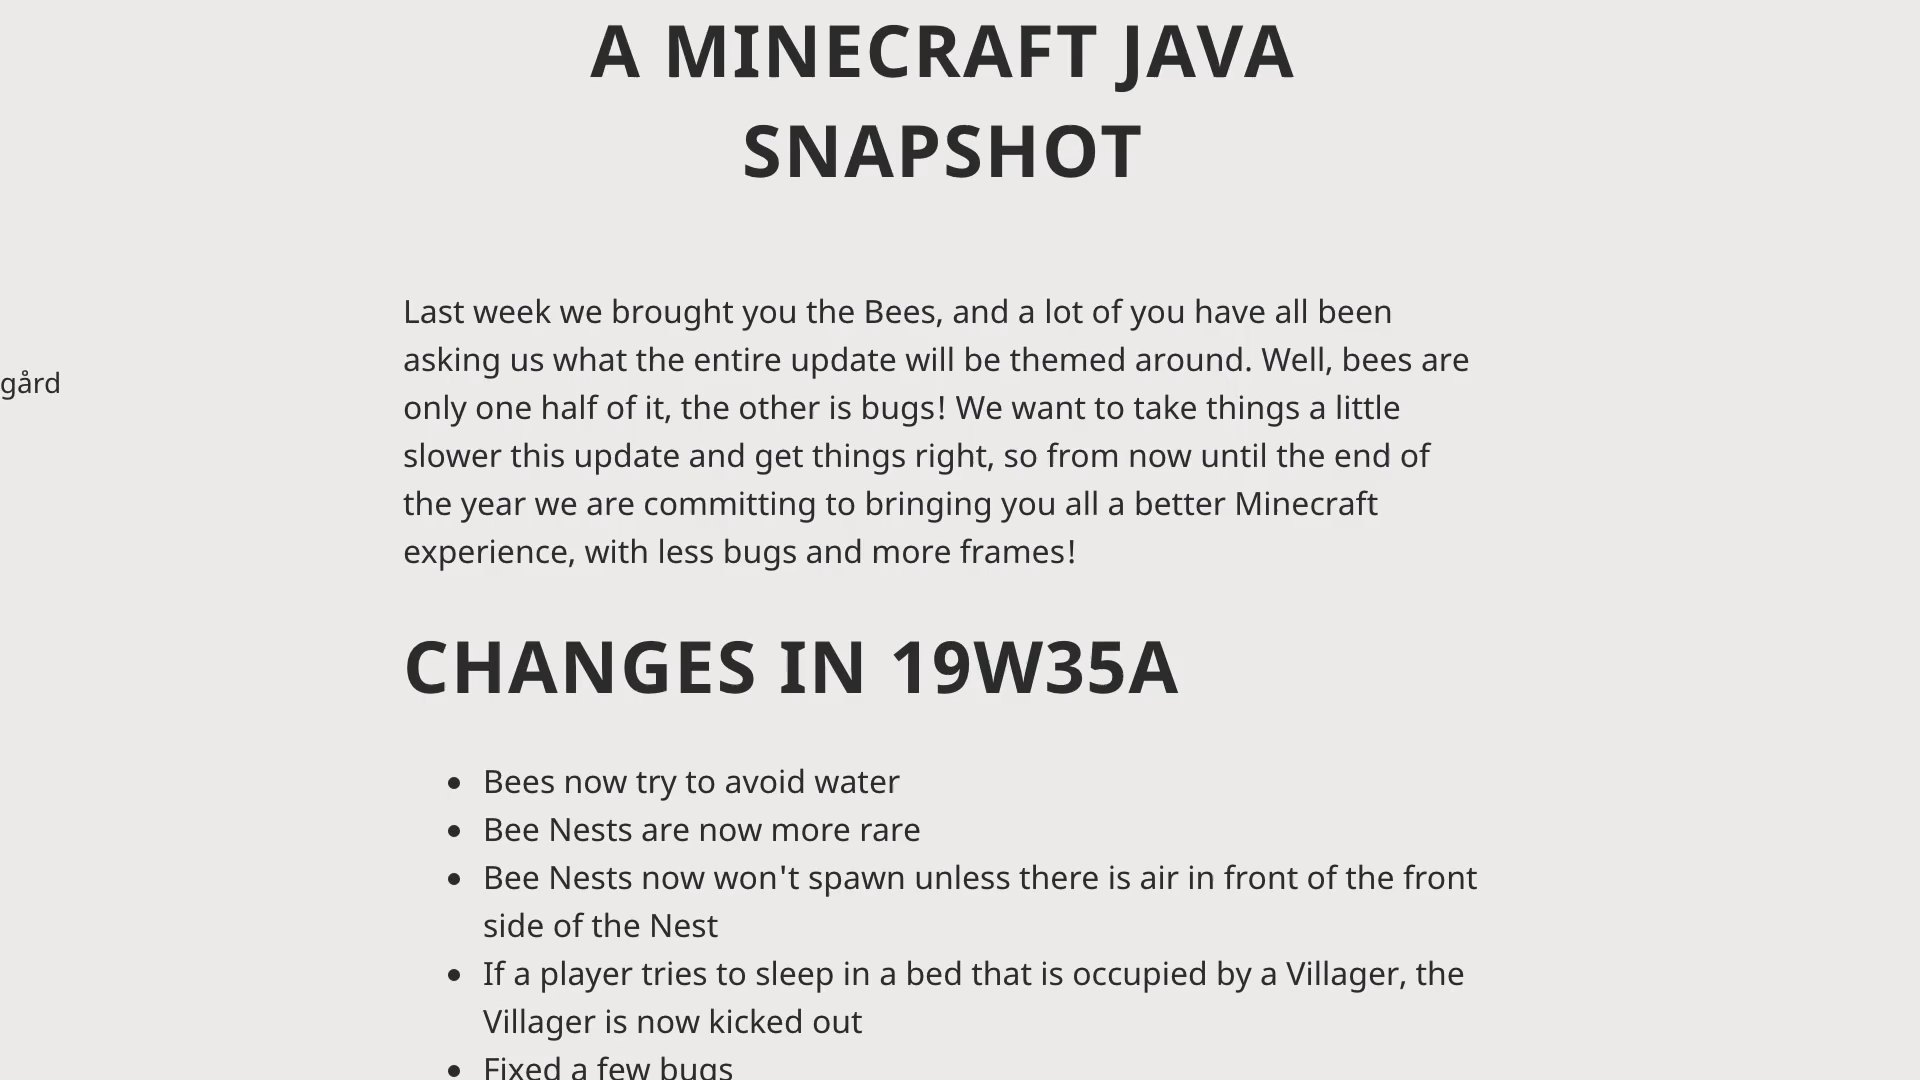 A MINECRAFT JAVA
SNAPSHOT
Last week we brought you the Bees, and a lot of you have all been
asking us what the entire update will be themed around. Well, bees are
gård
only one half of it, the other is bugs! We want to take things a little
slower this update and get things right, so from now until the end of
the year we are committing to bringing you all a better Minecraft
experience, with less bugs and more frames!
CHANGES IN 19W35A
Bees now try to avoid water
Bee Nests are now more rare
Bee Nests now won't spawn unless there is air in front of the front
side of the Nest
If a player tries to sleep in a bed that is occupied by a Villager, the
Villager is now kicked out
Fixed a few bugs